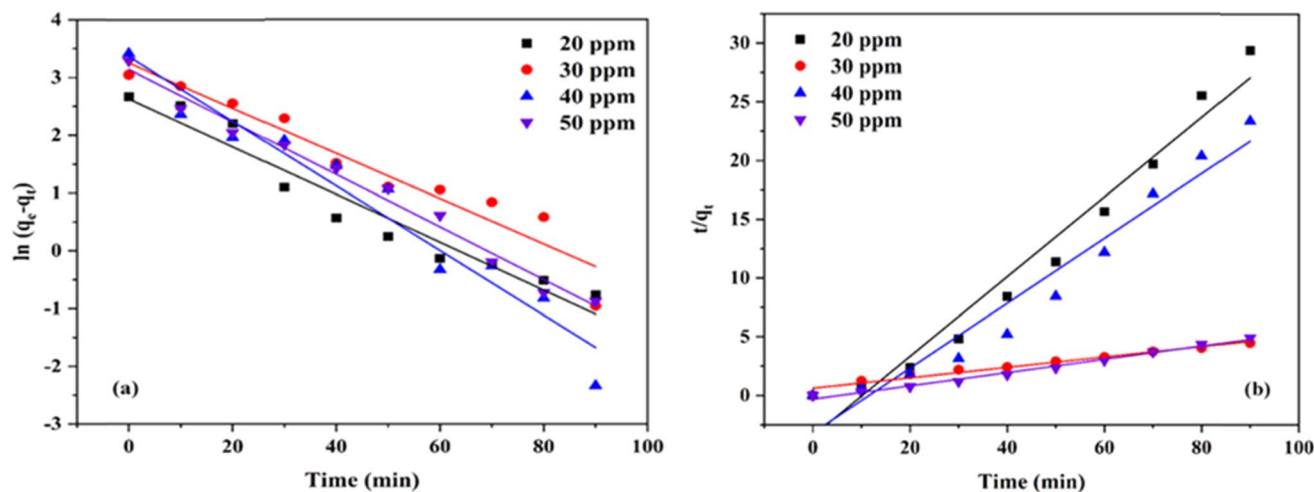 4
3
2
1
0
-1
-2
-3
ln (qe-qt)
20 ppm
30 ppm
40 ppm
50 ppm
(a)
0 20 40 60 80 100
Time (min)
30
25
20
15
10
5
0
t/qt
20 ppm
30 ppm
40 ppm
50 ppm
(b)
0 20 40 60 80 100
Time (min)